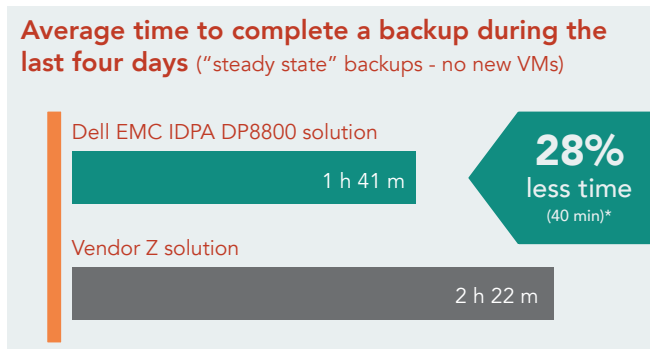 Average time to complete a backup during the
last four days (“steady state” backups - no new VMs)
Dell EMC IDPA DP8800 solution
1 h 41 m
28%
less time
(40 min)*
Vendor Z solution
2 h 22 m